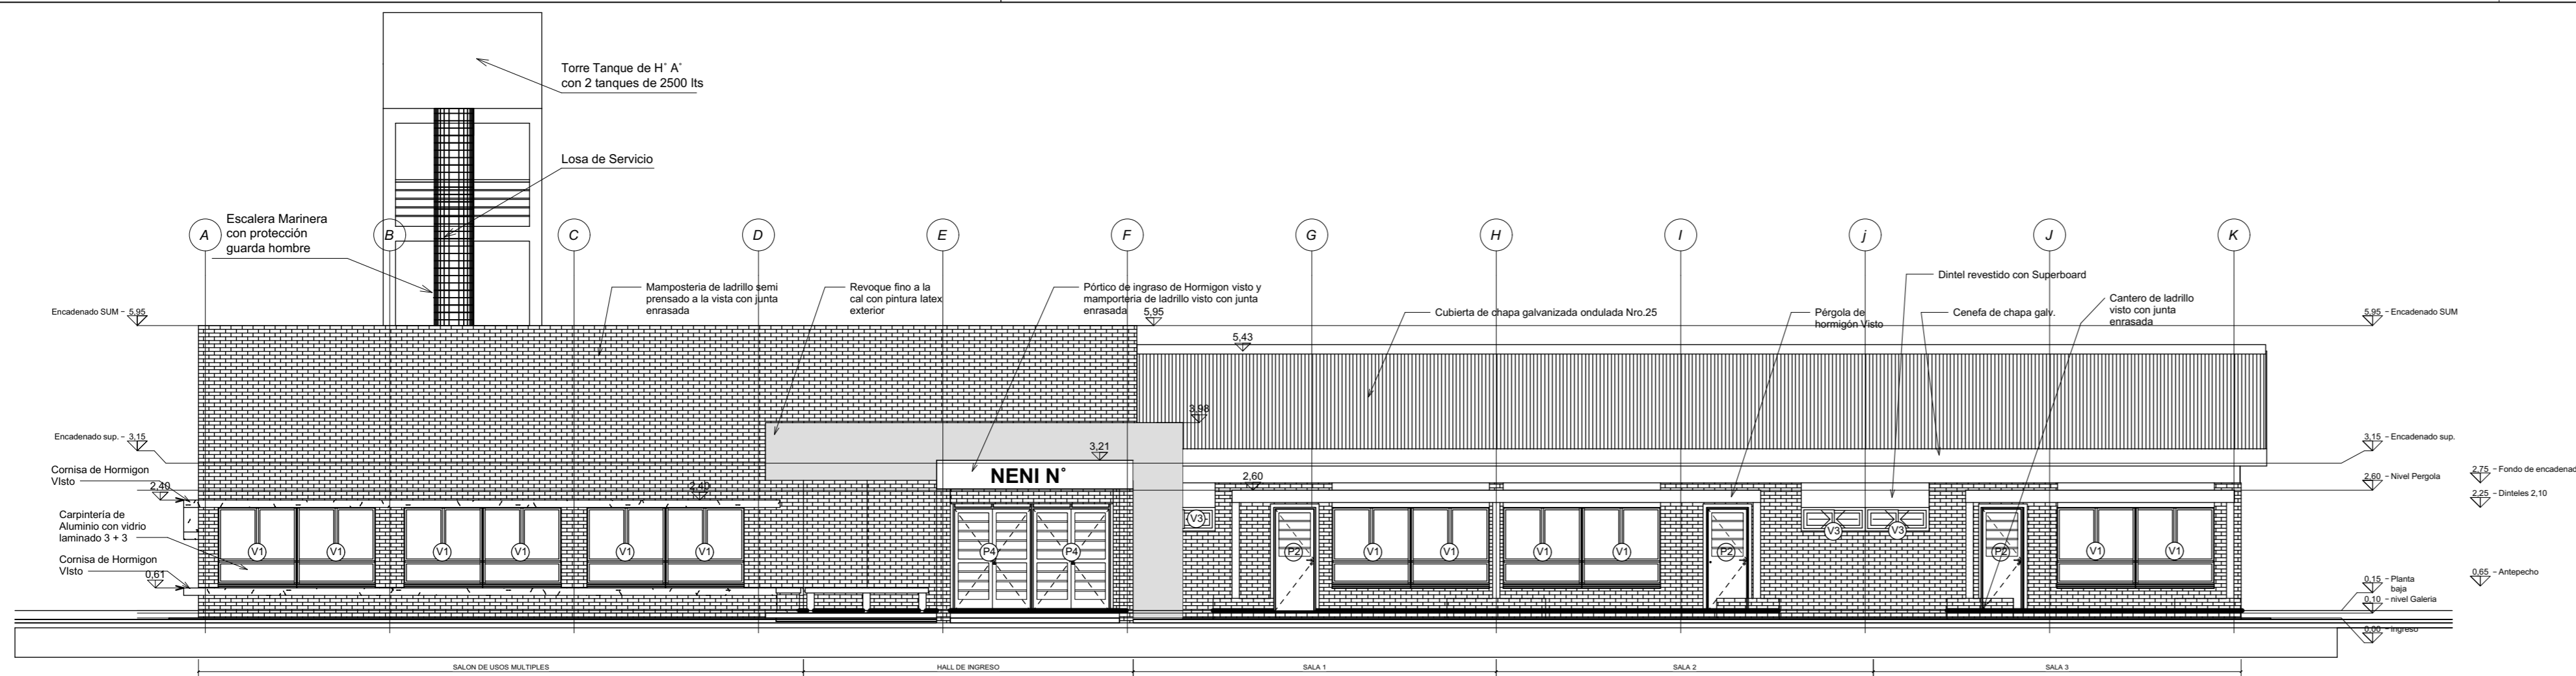 Torre Tanque de H° A°
con 2 tanques de 2500 lts
Losa de Servicio
Escalera Marinera
con protección
guarda hombre
A
B
C
D
E
F
G
H
I
j
J
K
Mamposteria de ladrillo semi
prensado a la vista con junta
enrasada
Revoque fino a la
cal con pintura latex
exterior
Pórtico de ingraso de Hormigon visto y
mamporteria de ladrillo visto con junta
enrasada
5,95
Cubierta de chapa galvanizada ondulada Nro.25
Pérgola de
hormigón Visto
Dintel revestido con Superboard
Cenefa de chapa galv.
Cantero de ladrillo
visto con junta
enrasada
Encadenado SUM - 5,95
5,95 - Encadenado SUM
5,43
3,98
Encadenado sup. - 3,15
3,21
3,15 - Encadenado sup.
Cornisa de Hormigon
VIsto
2,40
2,40
NENI N°
2,60
2,60 - Nivel Pergola
2,75 - Fondo de encadenad
2,25 - Dinteles 2,10
Carpintería de
Aluminio con vidrio
laminado 3 + 3
Cornisa de Hormigon
VIsto
0,61
V1
V1
V1
V1
V1
V1
P4
P4
V3
P2
V1
V1
V1
V1
P2
V3
V3
P2
V1
V1
0,15 - Planta
baja
0,65 - Antepecho
0,10 - nivel Galeria
0,00 - Ingreso
SALON DE USOS MULTIPLES
HALL DE INGRESO
SALA 1
SALA 2
SALA 3